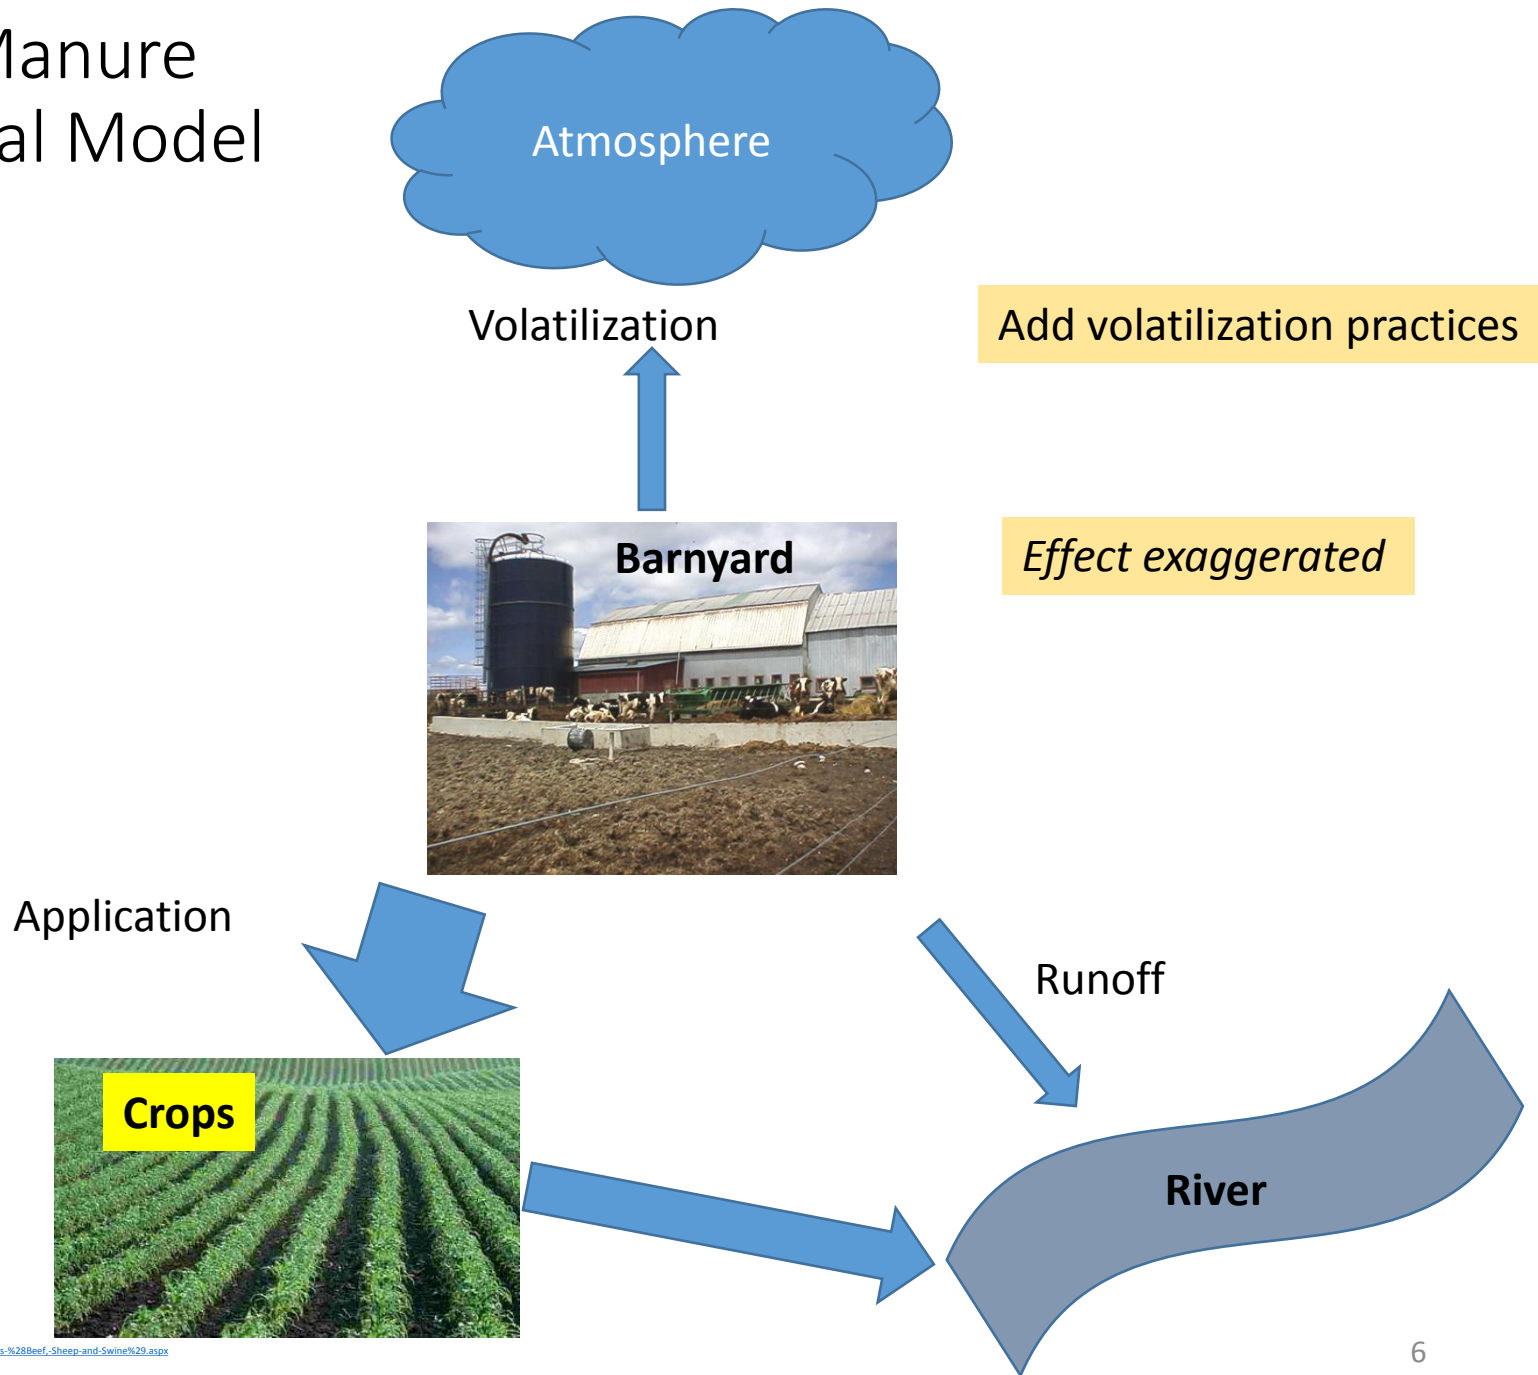 Manure
al Model
Atmosphere
Volatilization
Add volatilization practices
Barnyard
Effect exaggerated
Application
Runoff
Crops
River
s-%28Beef,-Sheep-and-Swine%29.aspx
6